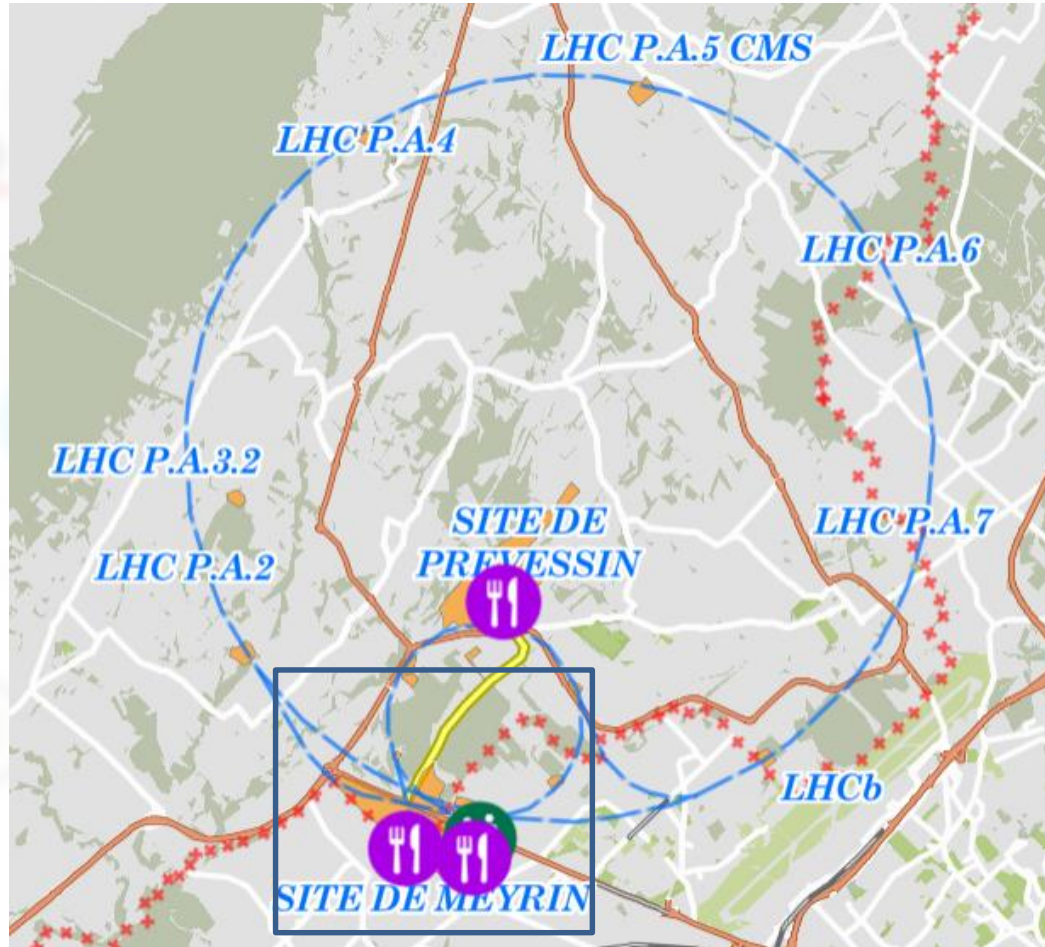 LHC P.A.5 CMS
LHC P.A.4
LHC P.A.6
LHC P.A.3.2
SITE DE
PREVESSIN
LHC P.A.7
LHC P.A.2
LHCb
SITE DE MEYRIN